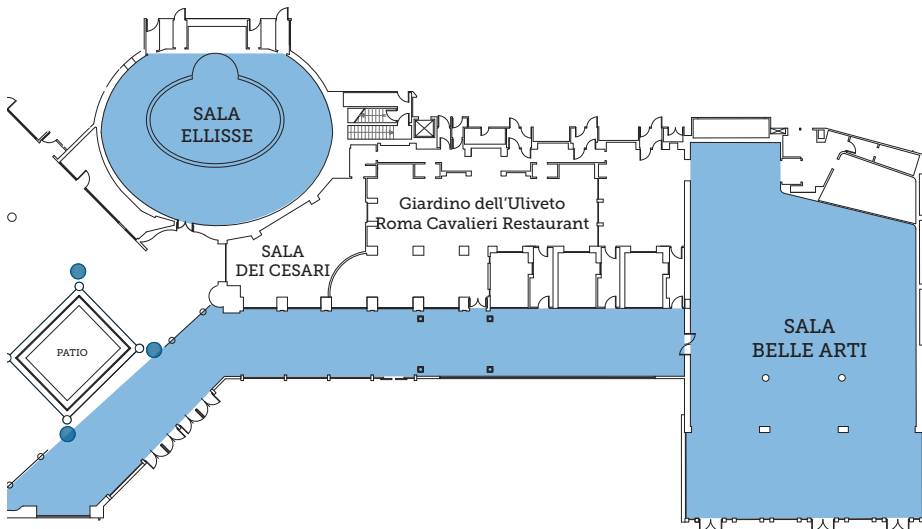 SALA
ELLISSE
Giardino dell'Uliveto
Roma Cavalieri Restaurant
SALA
DEI CESARI
PATIO
SALA
BELLE ARTI